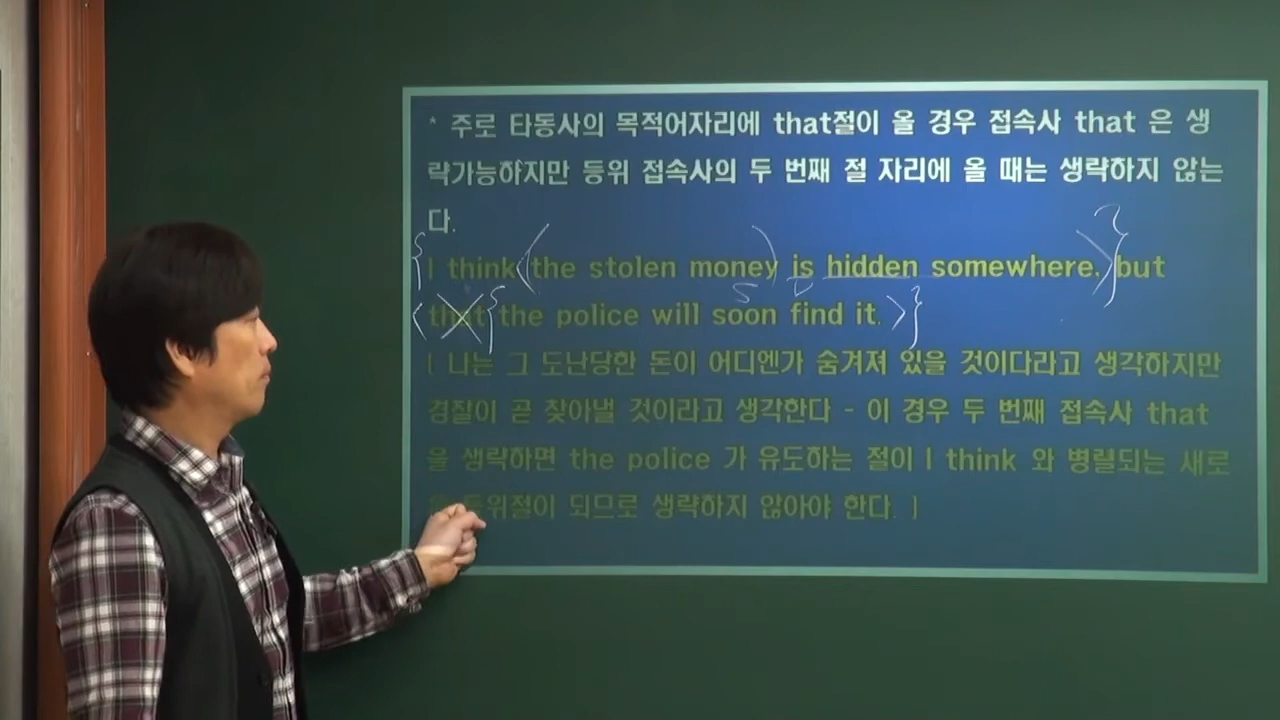 * 주로 타동사의 목적어자리에 that절이 올 경우 접속사 that 은 생
략가능하지만 등위 접속사의 두 번째 절 자리에 올 때는 생략하지 않는
다.
I think the stolen money is hidden somewhere, but
that the police will soon find it.
[ 나는 그 도난당한 돈이 어디엔가 숨겨져 있을 것이다라고 생각하지만
경찰이 곧 찾아낼 것이라고 생각한다 - 이 경우 두 번째 접속사 that
을 생략하면 the police 가 유도하는 절이 I think 와 병렬되는 새로
등위절이 되므로 생략하지 않아야 한다. ]
S